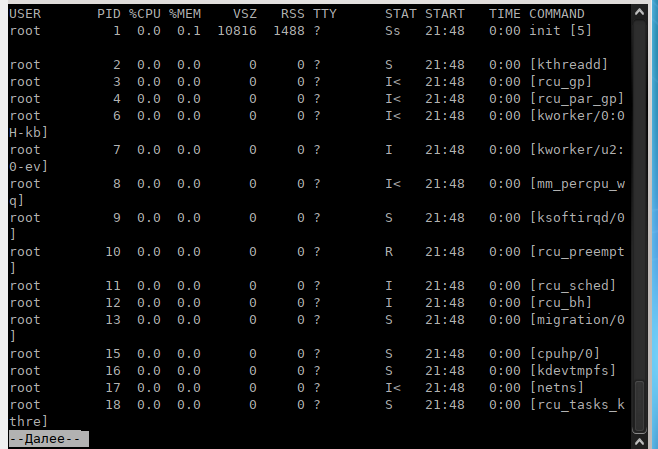 USER       PID %CPU %MEM    VSZ   RSS TTY      STAT START   TIME COMMAND
root         1  0.0  0.1  10816  1488 ?        Ss   21:48   0:00 init [5]
root         2  0.0  0.0      0     0 ?        S    21:48   0:00 [kthreadd]
root         3  0.0  0.0      0     0 ?        I<   21:48   0:00 [rcu_gp]
root         4  0.0  0.0      0     0 ?        I<   21:48   0:00 [rcu_par_gp]
root         6  0.0  0.0      0     0 ?        I<   21:48   0:00 [kworker/0:0
H-kb]
root         7  0.0  0.0      0     0 ?        I    21:48   0:00 [kworker/u2:
0-ev]
root         8  0.0  0.0      0     0 ?        I<   21:48   0:00 [mm_percpu_w
q]
root         9  0.0  0.0      0     0 ?        S    21:48   0:00 [ksoftirqd/0
]
root        10  0.0  0.0      0     0 ?        R    21:48   0:00 [rcu_preempt
]
root        11  0.0  0.0      0     0 ?        I    21:48   0:00 [rcu_sched]
root        12  0.0  0.0      0     0 ?        I    21:48   0:00 [rcu_bh]
root        13  0.0  0.0      0     0 ?        S    21:48   0:00 [migration/0
]
root        15  0.0  0.0      0     0 ?        S    21:48   0:00 [cpuhp/0]
root        16  0.0  0.0      0     0 ?        S    21:48   0:00 [kdevtmpfs]
root        17  0.0  0.0      0     0 ?        I<   21:48   0:00 [netns]
root        18  0.0  0.0      0     0 ?        S    21:48   0:00 [rcu_tasks_k
thre]
--Далее--